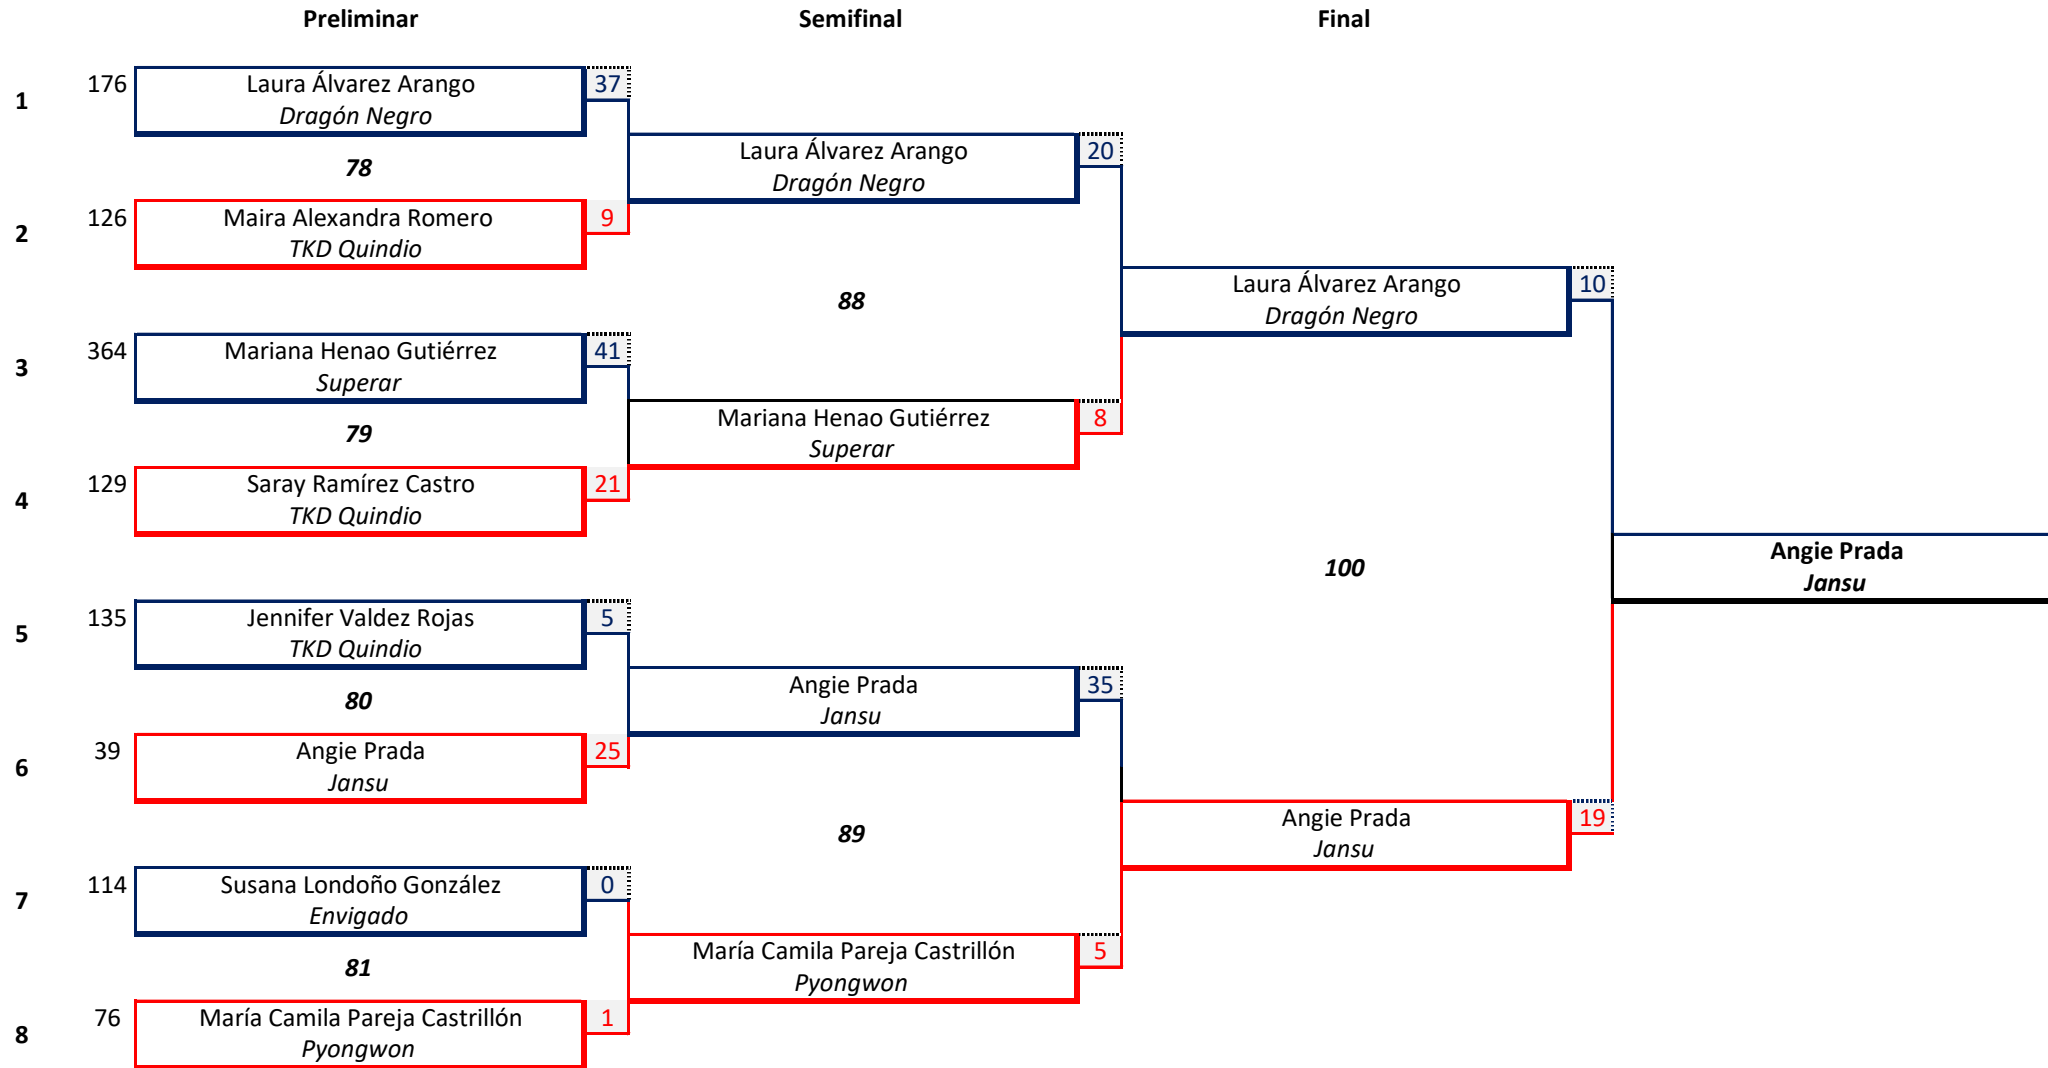 Preliminar Semifinal Final
1 176 Laura Álvarez Arango 37
Dragón Negro
78
Laura Álvarez Arango 20
Dragón Negro
2 126 Maira Alexandra Romero 9
TKD Quindio
88
Laura Álvarez Arango 10
Dragón Negro
3 364 Mariana Henao Gutiérrez 41
Superar
79
Mariana Henao Gutiérrez 8
Superar
4 129 Saray Ramírez Castro 21
TKD Quindio
100
Angie Prada
Jansu
5 135 Jennifer Valdez Rojas 5
TKD Quindio
80
Angie Prada 35
Jansu
6 39 Angie Prada 25
Jansu
89
Angie Prada 19
Jansu
7 114 Susana Londoño González 0
Envigado
81
María Camila Pareja Castrillón 5
Pyongwon
8 76 María Camila Pareja Castrillón 1
Pyongwon